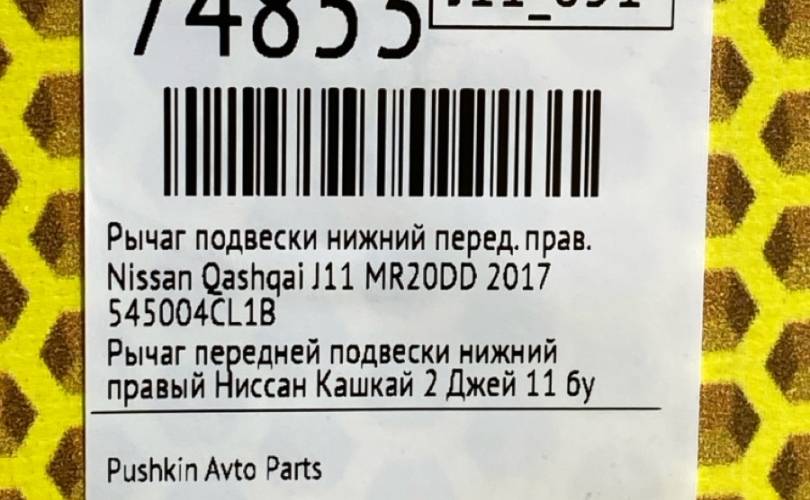 74853
Рычаг подвески нижний перед. прав.
Nissan Qashqai J11 MR20DD 2017
545004CL1B
Рычаг передней подвески нижний
правый Ниссан Кашкай 2 Джей 11 бу
Pushkin Avto Parts